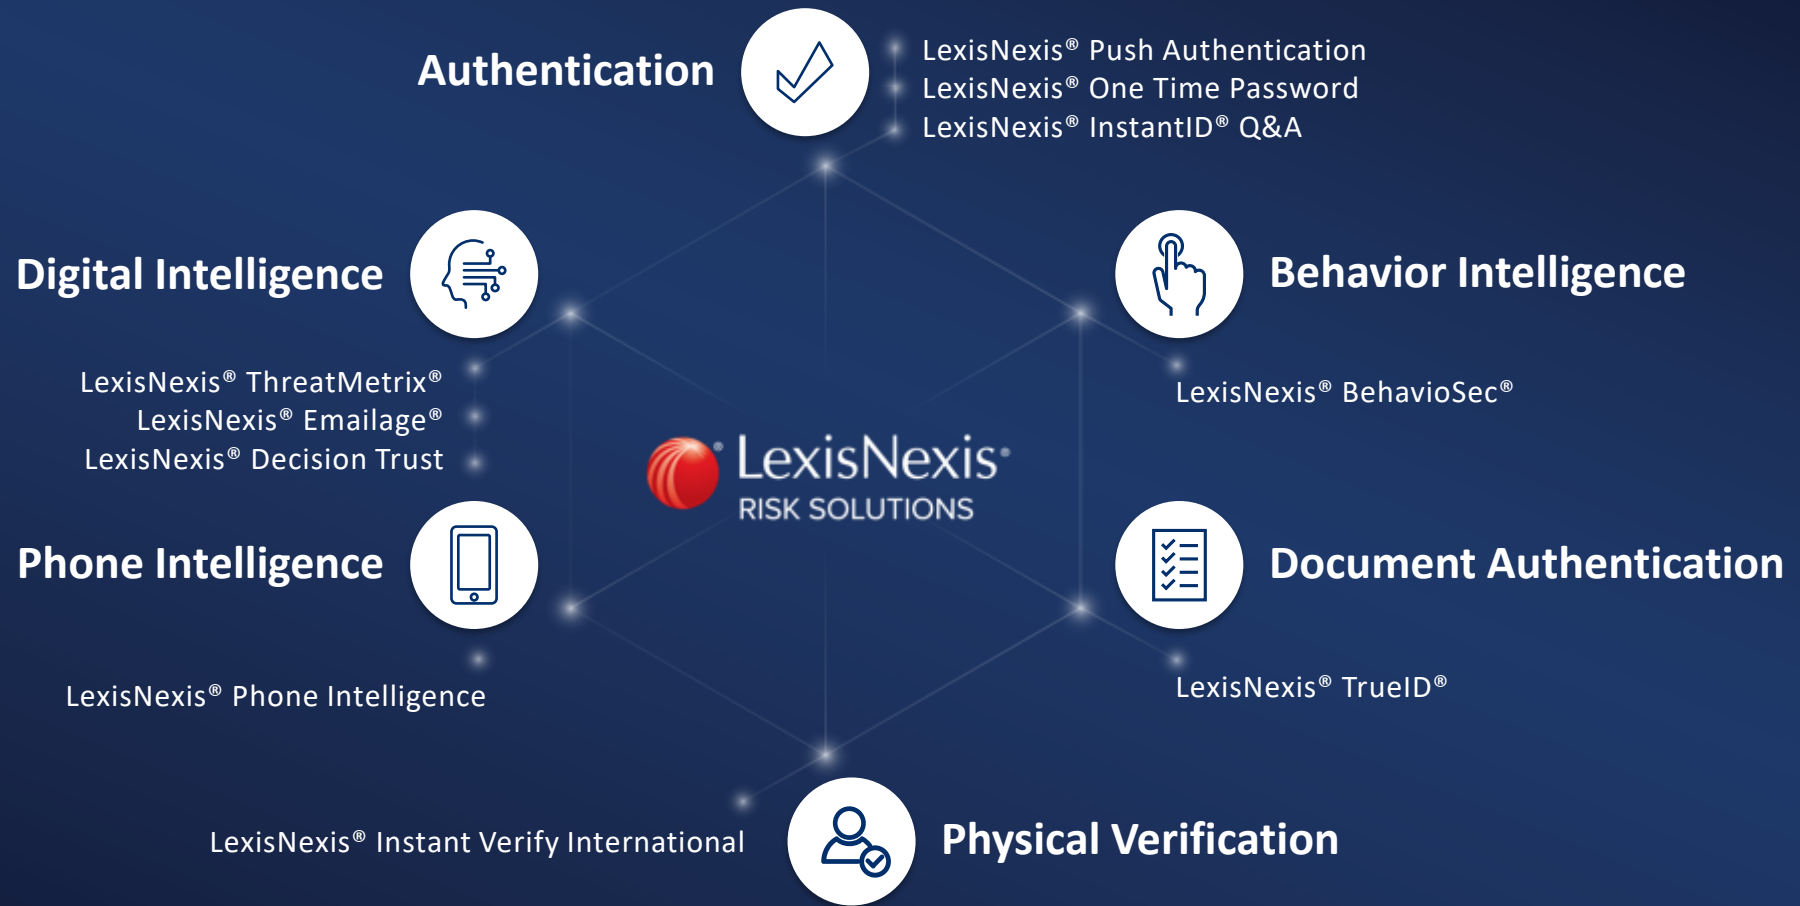 Authentication
LexisNexis® Push Authentication
LexisNexis® One Time Password
LexisNexis® InstantID® Q&A
Digital Intelligence
LexisNexis® ThreatMetrix®
LexisNexis® Emailage®
LexisNexis® Decision Trust
Behavior Intelligence
LexisNexis® BehavioSec®
LexisNexis®
RISK SOLUTIONS
Phone Intelligence
LexisNexis® Phone Intelligence
Document Authentication
LexisNexis® TrueID®
LexisNexis® Instant Verify International
Physical Verification